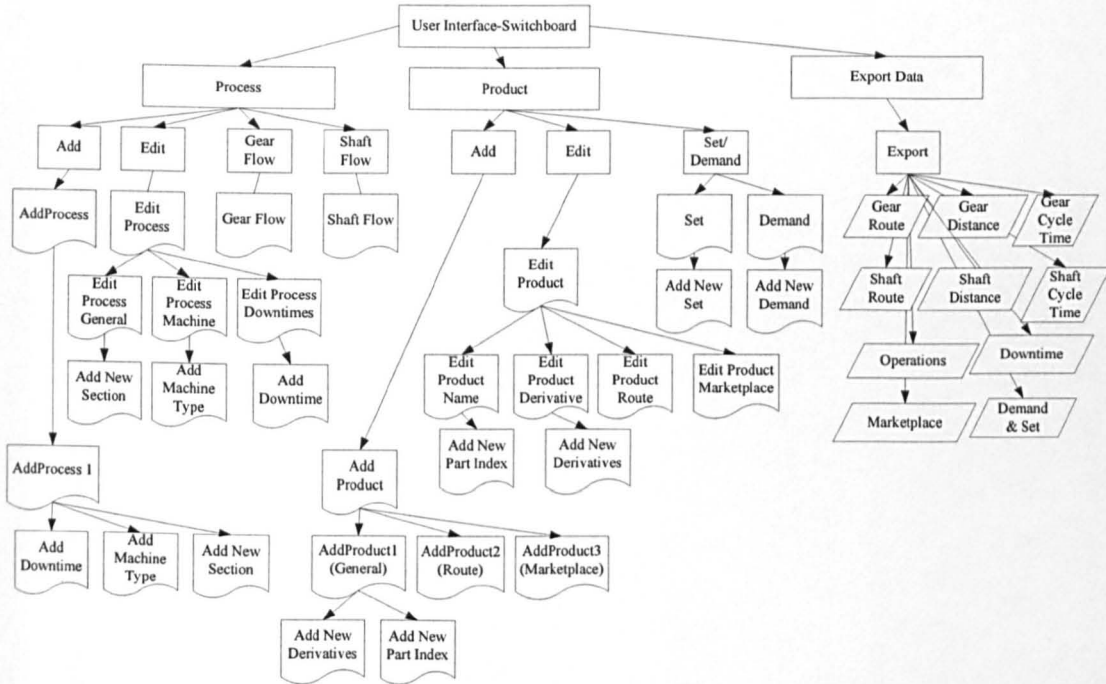 User Interface-Switchboard
Process
Product
Export Data
Add
Edit
Gear
Flow
Shaft
Flow
Add
Edit
Set/
Demand
Export
AddProcess
Edit
Process
Gear Flow
Shaft Flow
Set
Demand
Gear
Route
Gear
Distance
Gear
Cycle
Time
Edit
Process
General
Edit
Process
Machine
Edit Process
Downtimes
Edit
Product
Add New
Set
Add New
Demand
Shaft
Route
Shaft
Distance
Shaft
Cycle
Time
Add New
Section
Add
Machine
Type
Add
Downtime
Edit
Product
Name
Edit
Product
Derivative
Edit
Product
Route
Edit Product
Marketplace
Operations
Downtime
Marketplace
Demand
& Set
AddProcess 1
Add
Product
Add New
Part Index
Add New
Derivatives
Add
Downtime
Add
Machine
Type
Add New
Section
AddProduct1
(General)
AddProduct2
(Route)
AddProduct3
(Marketplace)
Add New
Derivatives
Add New
Part Index